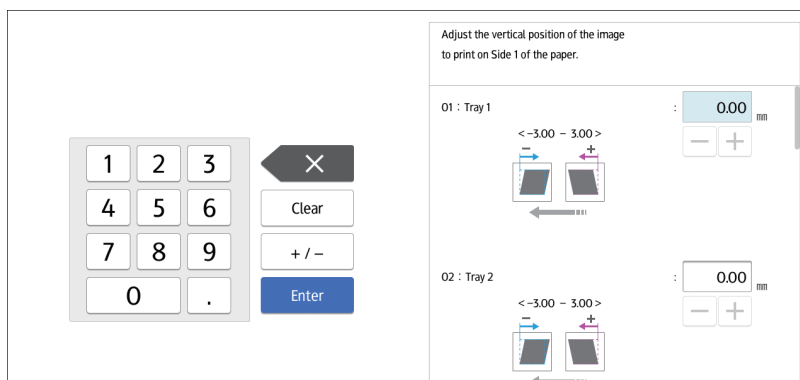 Adjust the vertical position of the image
to print on Side 1 of the paper.
01 : Tray 1 : 0.00 mm
<-3.00 - 3.00>
- +
- +
1 2 3
4 5 6 Clear
7 8 9 + / -
0 . Enter
02 : Tray 2 : 0.00 mm
<-3.00 - 3.00>
- +
- +